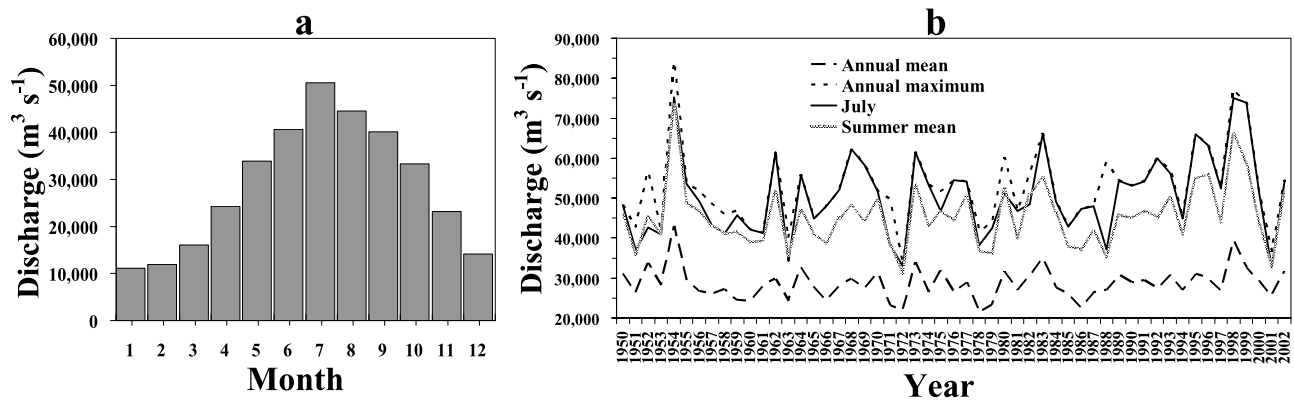 a
60,000
50,000
40,000
30,000
20,000
10,000
0
Discharge (m³ s⁻¹)
1 2 3 4 5 6 7 8 9 10 11 12
Month
b
90,000
80,000
70,000
60,000
50,000
40,000
30,000
20,000
Discharge (m³ s⁻¹)
Annual mean
Annual maximum
July
Summer mean
1950 1951 1952 1953 1954 1955 1956 1957 1958 1959 1960 1961 1962 1963 1964 1965 1966 1967 1968 1969 1970 1971 1972 1973 1974 1975 1976 1977 1978 1979 1980 1981 1982 1983 1984 1985 1986 1987 1988 1989 1990 1991 1992 1993 1994 1995 1996 1997 1998 1999 2000 2001 2002
Year